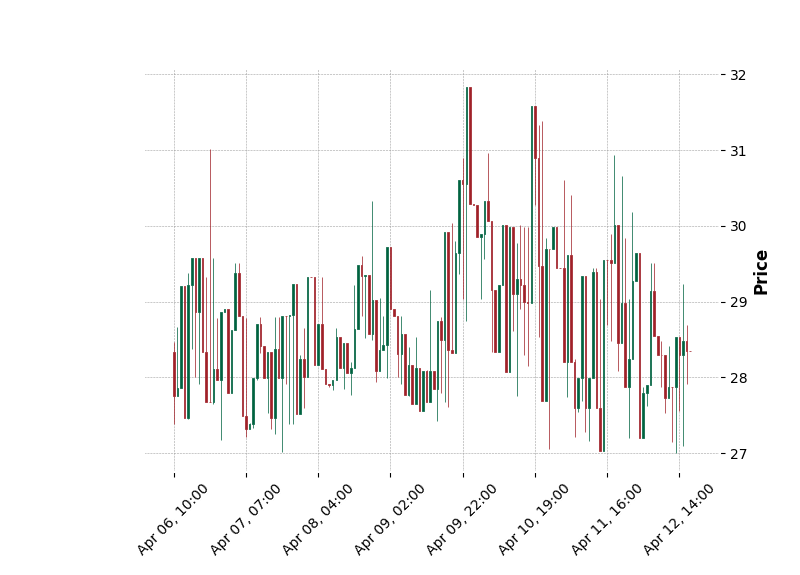 32
31
30
29
28
27
Price
Apr 06, 10:00
Apr 07, 07:00
Apr 08, 04:00
Apr 09, 02:00
Apr 09, 22:00
Apr 10, 19:00
Apr 11, 16:00
Apr 12, 14:00